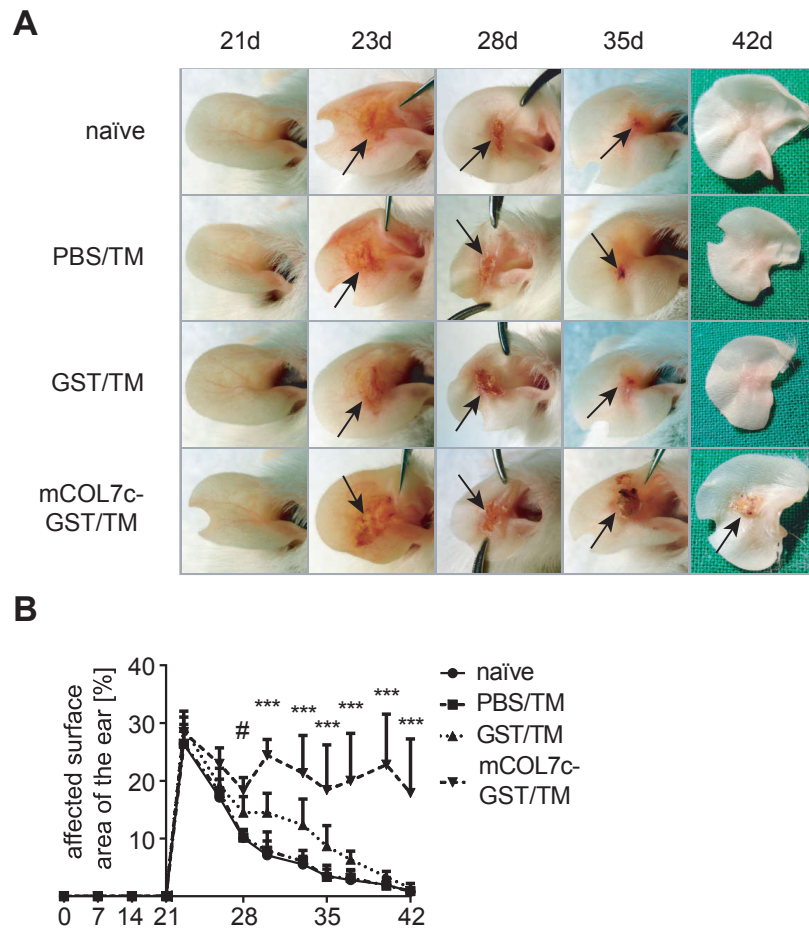 A
21d 23d 28d 35d 42d
naïve
PBS/TM
GST/TM
mCOL7c-
GST/TM
B
affected surface
area of the ear [%]
40
30
20
10
#
***
***
***
***
***
***
0 7 14 21 28 35 42
naïve
PBS/TM
GST/TM
mCOL7c-
GST/TM